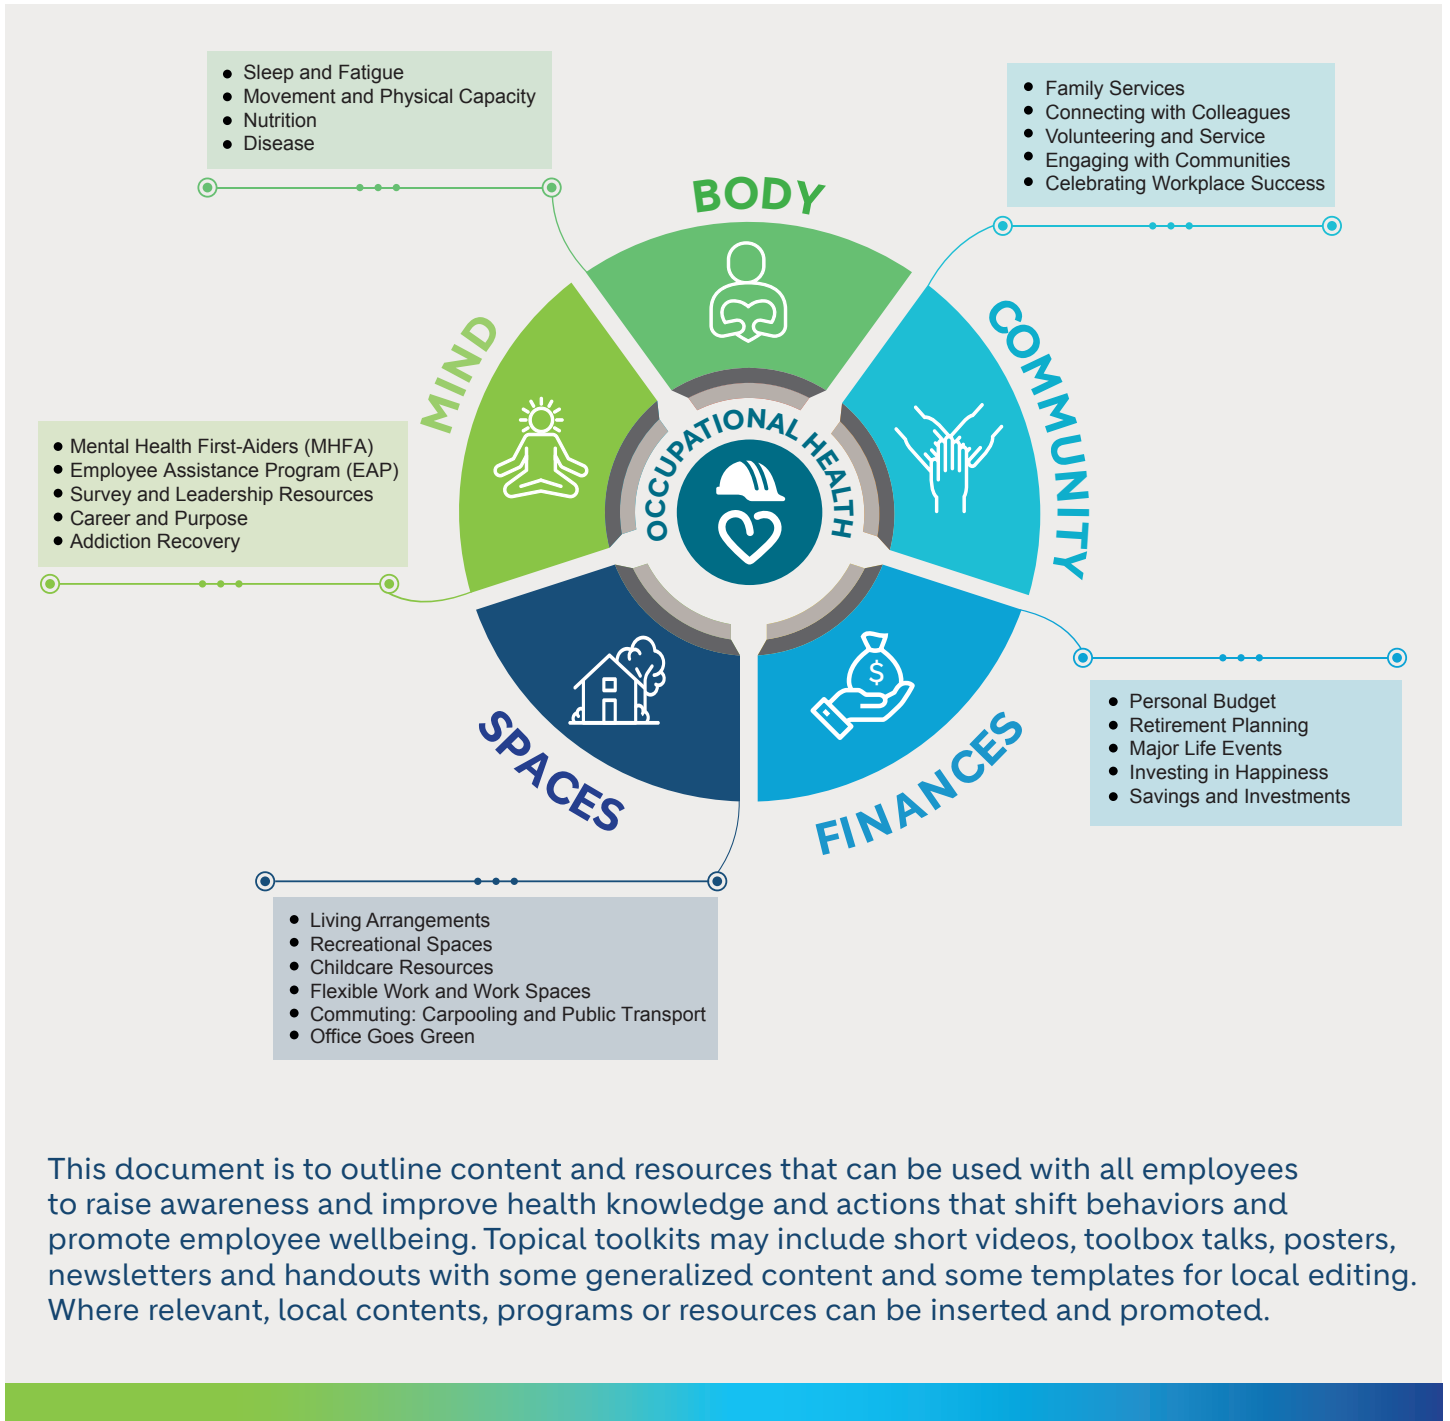 Sleep and Fatigue
Movement and Physical Capacity
Nutrition
Disease
Family Services
Connecting with Colleagues
Volunteering and Service
Engaging with Communities
Celebrating Workplace Success
BODY
MIND
COMMUNITY
OCCUPATIONAL HEALTH
Mental Health First-Aiders (MHFA)
Employee Assistance Program (EAP)
Survey and Leadership Resources
Career and Purpose
Addiction Recovery
$
SPACES
FINANCES
Personal Budget
Retirement Planning
Major Life Events
Investing in Happiness
Savings and Investments
Living Arrangements
Recreational Spaces
Childcare Resources
Flexible Work and Work Spaces
Commuting: Carpooling and Public Transport
Office Goes Green
This document is to outline content and resources that can be used with all employees
to raise awareness and improve health knowledge and actions that shift behaviors and
promote employee wellbeing. Topical toolkits may include short videos, toolbox talks, posters,
newsletters and handouts with some generalized content and some templates for local editing.
Where relevant, local contents, programs or resources can be inserted and promoted.